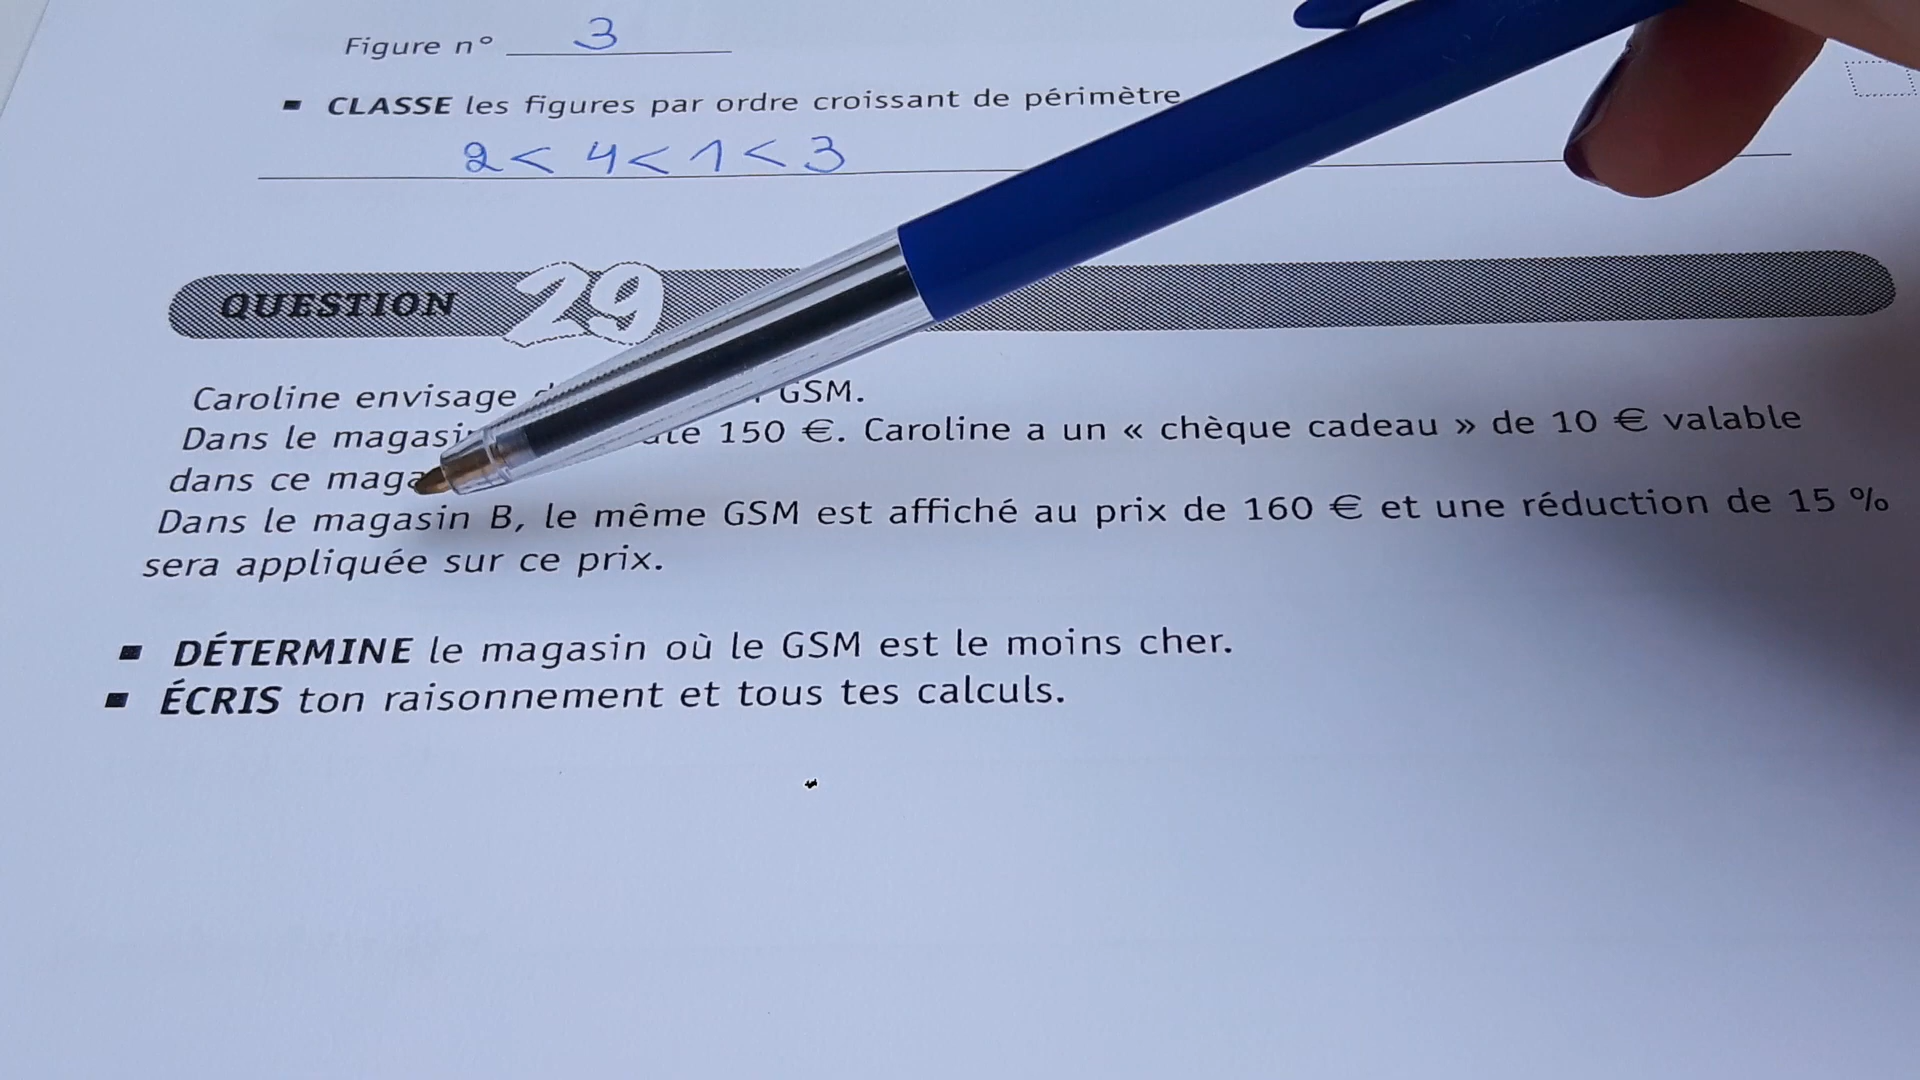 Figure n° 3
▪ CLASSE les figures par ordre croissant de périmètre
2 < 4 < 1 < 3
QUESTION 29
Caroline envisage GSM.
Dans le 150 €. Caroline a un « chèque cadeau » de 10 € valable
dans ce
Dans le magasin B, le même GSM est affiché au prix de 160 € et une réduction de 15 %
sera appliquée sur ce prix.
▪ DÉTERMINE le magasin où le GSM est le moins cher.
▪ ÉCRIS ton raisonnement et tous tes calculs.